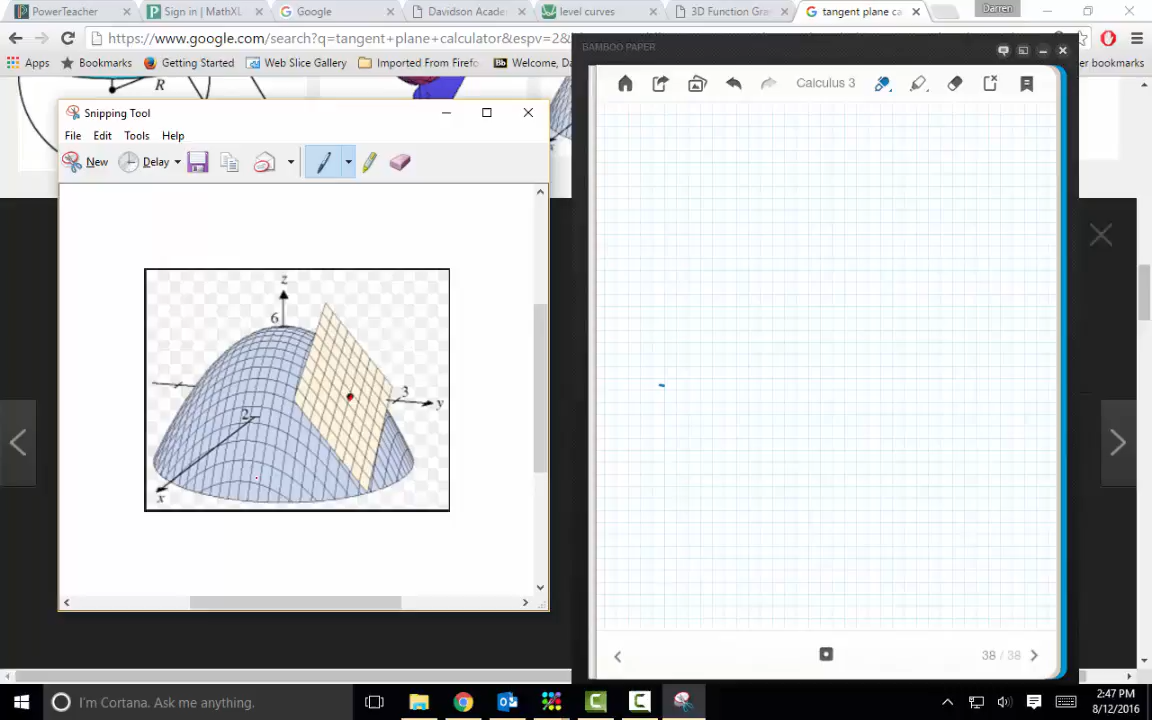 PowerTeacher
Sign in | MathXL
Google
Davidson Acade
level curves
3D Function Gra
tangent plane ca
Darren
https://www.google.com/search?q=tangent+plane+calculator&espv=2&
Apps
Bookmarks
Getting Started
Web Slice Gallery
Imported From Firefo
Bb
Welcome, Da
er bookmarks
R
Snipping Tool
File Edit Tools Help
New
Delay
z
6
3
y
2
x
BAMBOO PAPER
Calculus 3
38 / 38
I'm Cortana. Ask me anything.
2:47 PM
8/12/2016